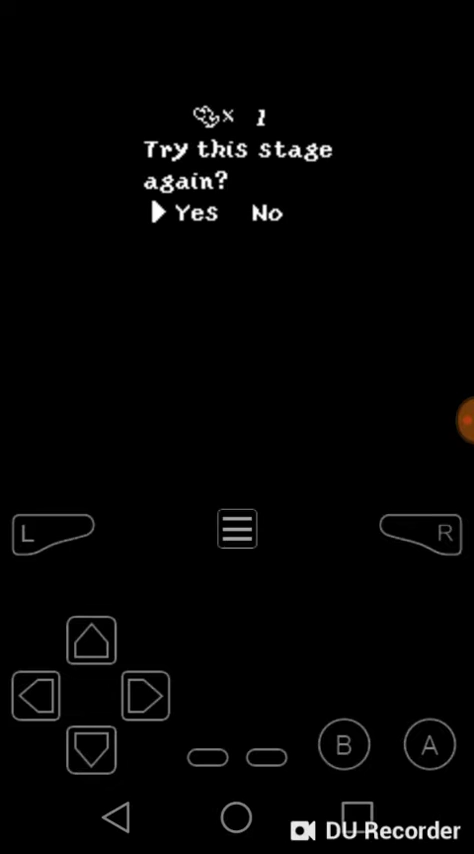 × 1
Try this stage
again?
Yes No
L R
B A
DU Recorder